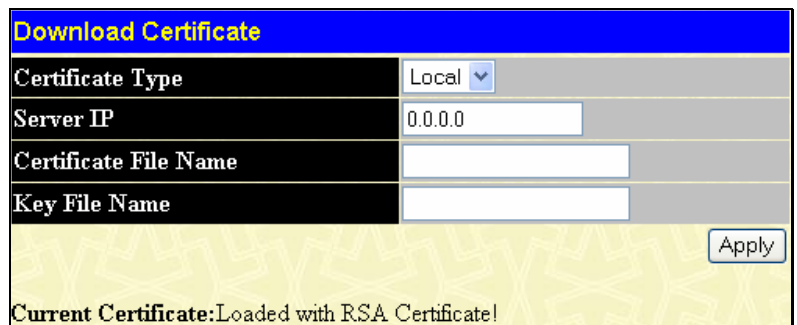 Download Certificate
Certificate Type Local
Server IP 0.0.0.0
Certificate File Name
Key File Name
Apply
Current Certificate:Loaded with RSA Certificate!